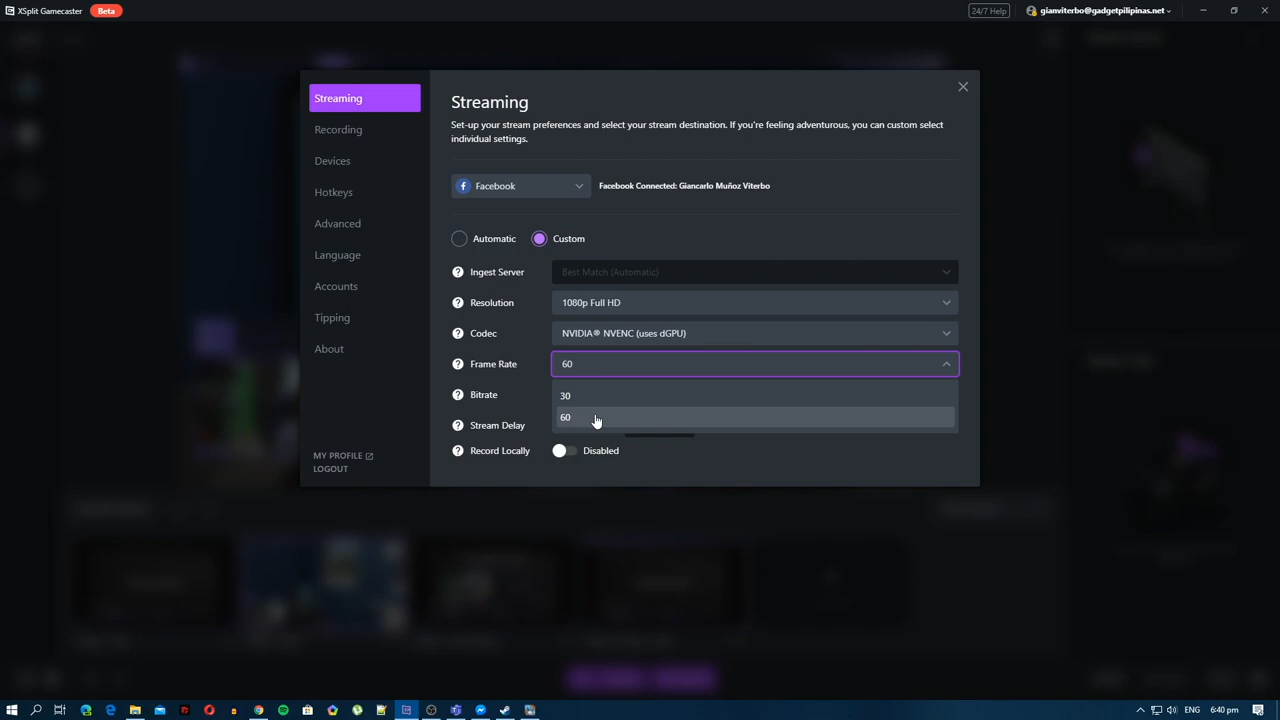 XSplit Gamecaster Beta 24/7 Help gianviterbo@gadgetpilipinas.net
Streaming
Recording
Devices
Hotkeys
Advanced
Language
Accounts
Tipping
About
MY PROFILE
LOGOUT
Streaming
Set-up your stream preferences and select your stream destination. If you're feeling adventurous, you can custom select
individual settings.
Facebook Facebook Connected: Giancarlo Muñoz Viterbo
Automatic Custom
Ingest Server Best Match (Automatic)
Resolution 1080p Full HD
Codec NVIDIA® NVENC (uses dGPU)
Frame Rate 60
30
Bitrate
60
Stream Delay
Record Locally Disabled
ENG 6:40 pm